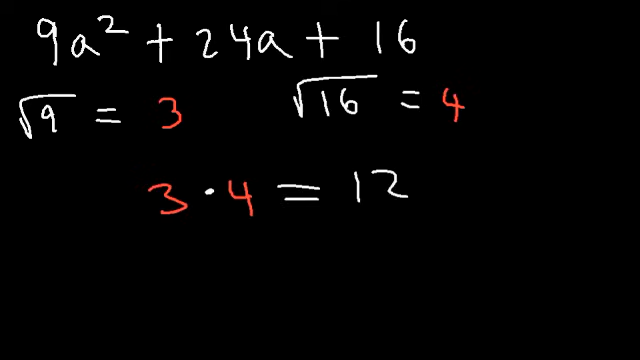 9a² + 24a + 16
√9 = 3 √16 = 4
3 · 4 = 12